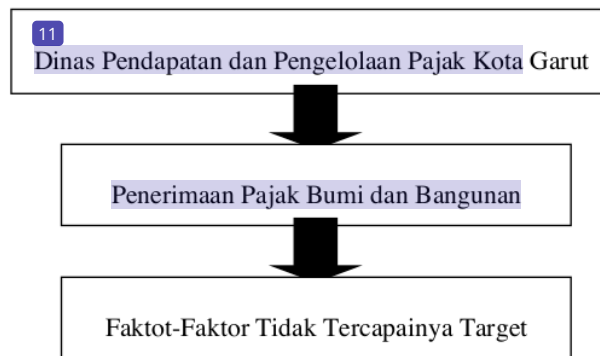 11
Dinas Pendapatan dan Pengelolaan Pajak Kota Garut
Penerimaan Pajak Bumi dan Bangunan
Faktot-Faktor Tidak Tercapainya Target